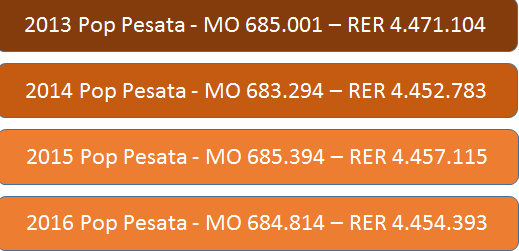 2013 Pop Pesata - MO 685.001 – RER 4.471.104
2014 Pop Pesata - MO 683.294 – RER 4.452.783
2015 Pop Pesata - MO 685.394 – RER 4.457.115
2016 Pop Pesata - MO 684.814 – RER 4.454.393